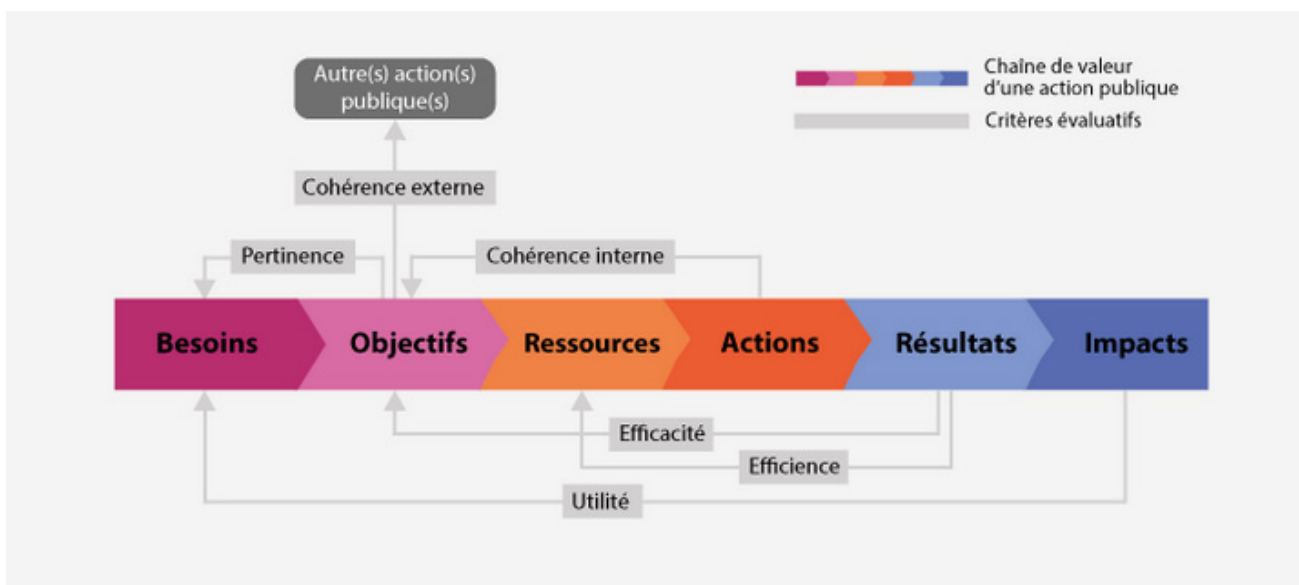 Autre(s) action(s)
publique(s)
Chaîne de valeur
d'une action publique
Critères évaluatifs
Cohérence externe
Pertinence
Cohérence interne
Besoins
Objectifs
Ressources
Actions
Résultats
Impacts
Efficacité
Efficience
Utilité